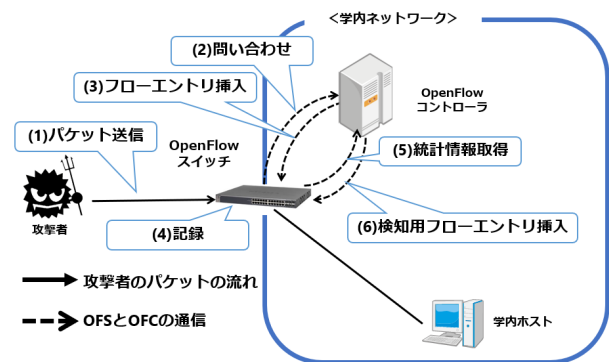 <学内ネットワーク>
(2)問い合わせ
(3)フローエントリ挿入
OpenFlow
コントローラ
(1)パケット送信
OpenFlow
スイッチ
(5)統計情報取得
攻撃者
(4)記録
(6)検知用フローエントリ挿入
攻撃者のパケットの流れ
OFSとOFCの通信
学内ホスト